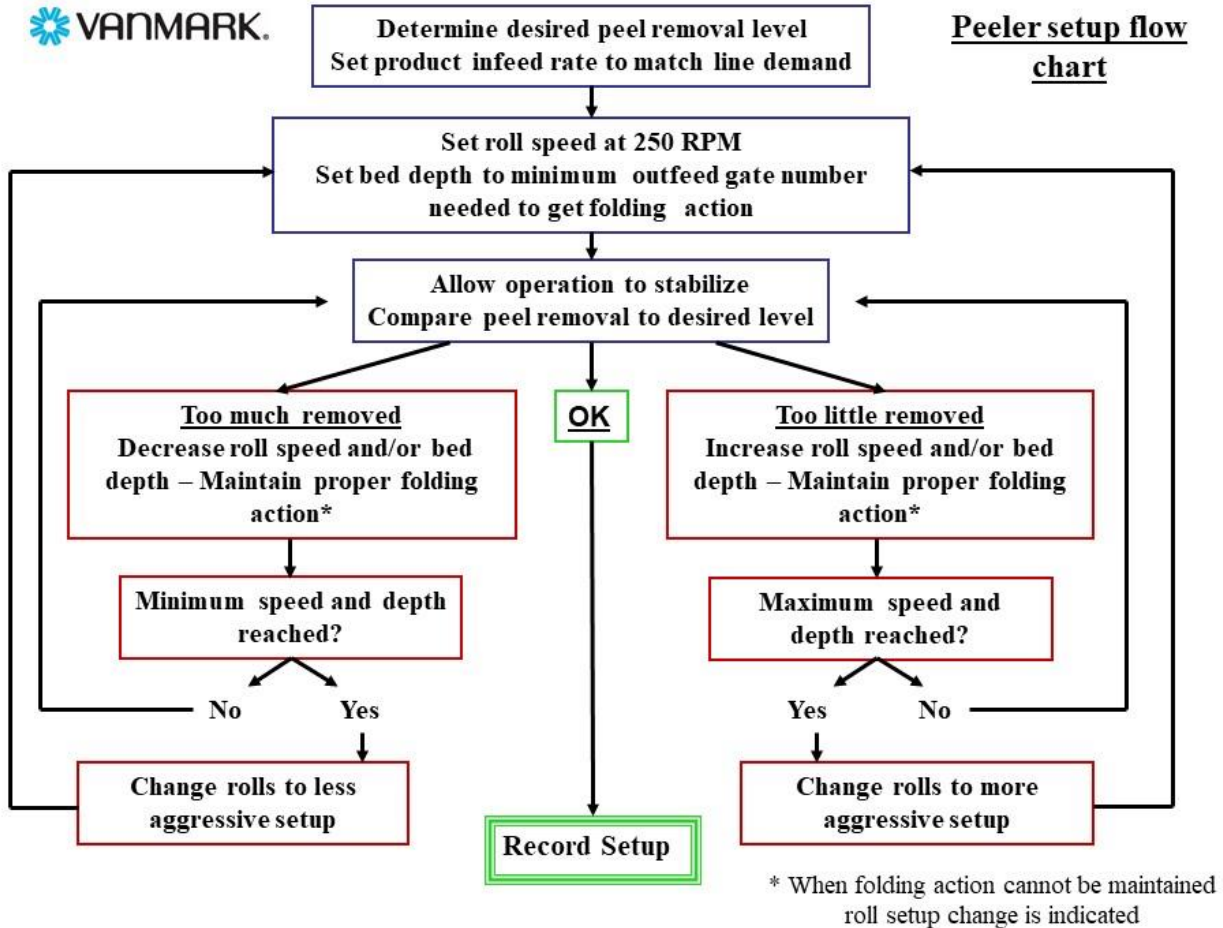 VANMARK.
Peeler setup flow
chart
Determine desired peel removal level
Set product infeed rate to match line demand
Set roll speed at 250 RPM
Set bed depth to minimum outfeed gate number
needed to get folding action
Allow operation to stabilize
Compare peel removal to desired level
Too much removed
Decrease roll speed and/or bed
depth – Maintain proper folding
action*
OK
Too little removed
Increase roll speed and/or bed
depth – Maintain proper folding
action*
Minimum speed and depth
reached?
Maximum speed and
depth reached?
No
Yes
Yes
No
Change rolls to less
aggressive setup
Change rolls to more
aggressive setup
Record Setup
* When folding action cannot be maintained
roll setup change is indicated